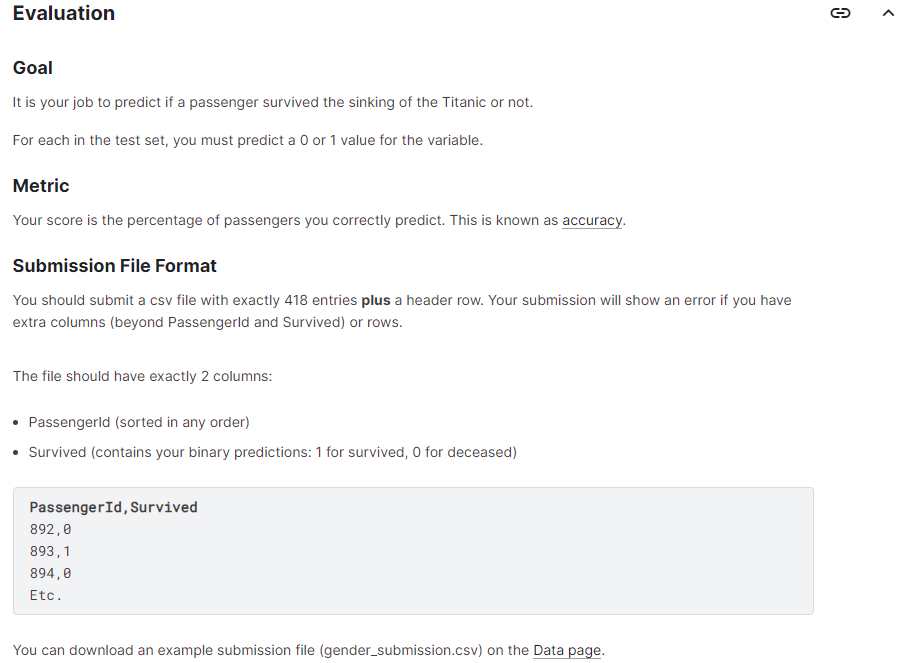 Evaluation
Goal
It is your job to predict if a passenger survived the sinking of the Titanic or not.
For each in the test set, you must predict a 0 or 1 value for the variable.
Metric
Your score is the percentage of passengers you correctly predict. This is known as accuracy.
Submission File Format
You should submit a csv file with exactly 418 entries plus a header row. Your submission will show an error if you have
extra columns (beyond PassengerId and Survived) or rows.
The file should have exactly 2 columns:
• PassengerId (sorted in any order)
• Survived (contains your binary predictions: 1 for survived, 0 for deceased)
PassengerId,Survived
892,0
893,1
894,0
Etc.
You can download an example submission file (gender_submission.csv) on the Data page.